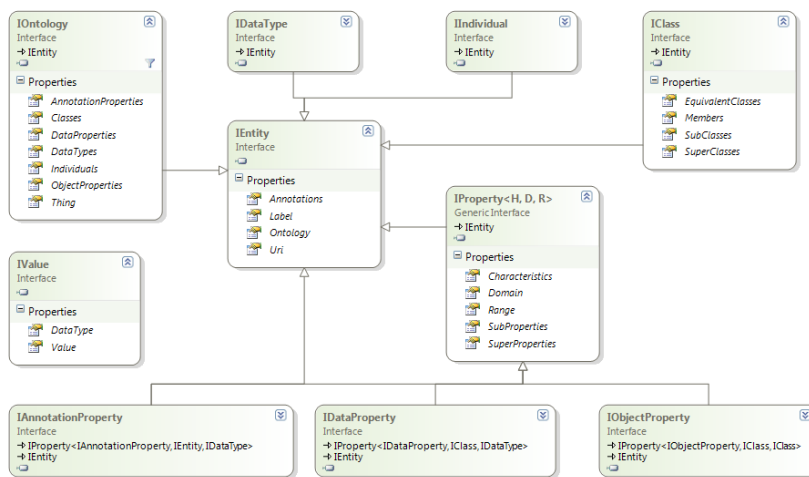 IOntology
Interface
IEntity
Properties
AnnotationProperties
Classes
DataProperties
DataTypes
Individuals
ObjectProperties
Thing
IDataType
Interface
IEntity
IIndividual
Interface
IEntity
IClass
Interface
IEntity
Properties
EquivalentClasses
Members
SubClasses
SuperClasses
IEntity
Interface
Properties
Annotations
Label
Ontology
Uri
IProperty<H, D, R>
Generic Interface
IEntity
Properties
Characteristics
Domain
Range
SubProperties
SuperProperties
IValue
Interface
Properties
DataType
Value
IAnnotationProperty
Interface
IProperty<IAnnotationProperty,IEntity,IDataType>
IEntity
IDataProperty
Interface
IProperty<IDataProperty,IClass,IDataType>
IEntity
IObjectProperty
Interface
IProperty<IObjectProperty,IClass,IClass>
IEntity